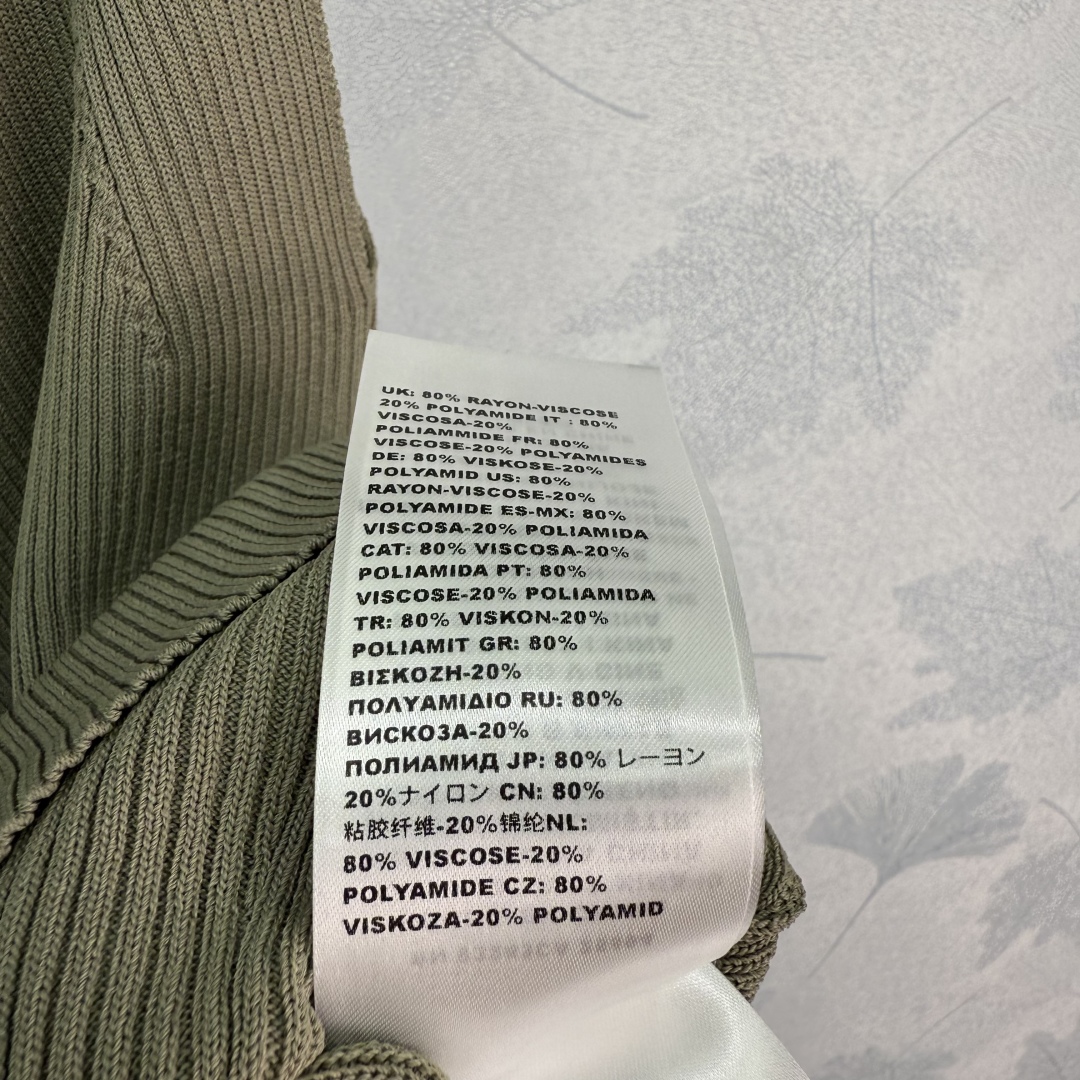 UK: 80% RAYON-VISCOSE
20% POLYAMIDE IT : 80%
VISCOSA-20%
POLIAMMIDE FR: 80%
VISCOSE-20% POLYAMIDES
DE: 80% VISKOSE-20%
POLYAMID US: 80%
RAYON-VISCOSE-20%
POLYAMIDE ES-MX: 80%
VISCOSA-20% POLIAMIDA
CAT: 80% VISCOSA-20%
POLIAMIDA PT: 80%
VISCOSE-20% POLIAMIDA
TR: 80% VISKON-20%
POLIAMIT GR: 80%
ΒΙΣΚΟΖΗ-20%
ΠΟΛΥΑΜΙΔΙΟ RU: 80%
ВИСКОЗА-20%
ПОЛИАМИД JP: 80% レーヨン
20%ナイロン CN: 80%
粘胶纤维-20%锦纶NL:
80% VISCOSE-20%
POLYAMIDE CZ: 80%
VISKOZA-20% POLYAMID